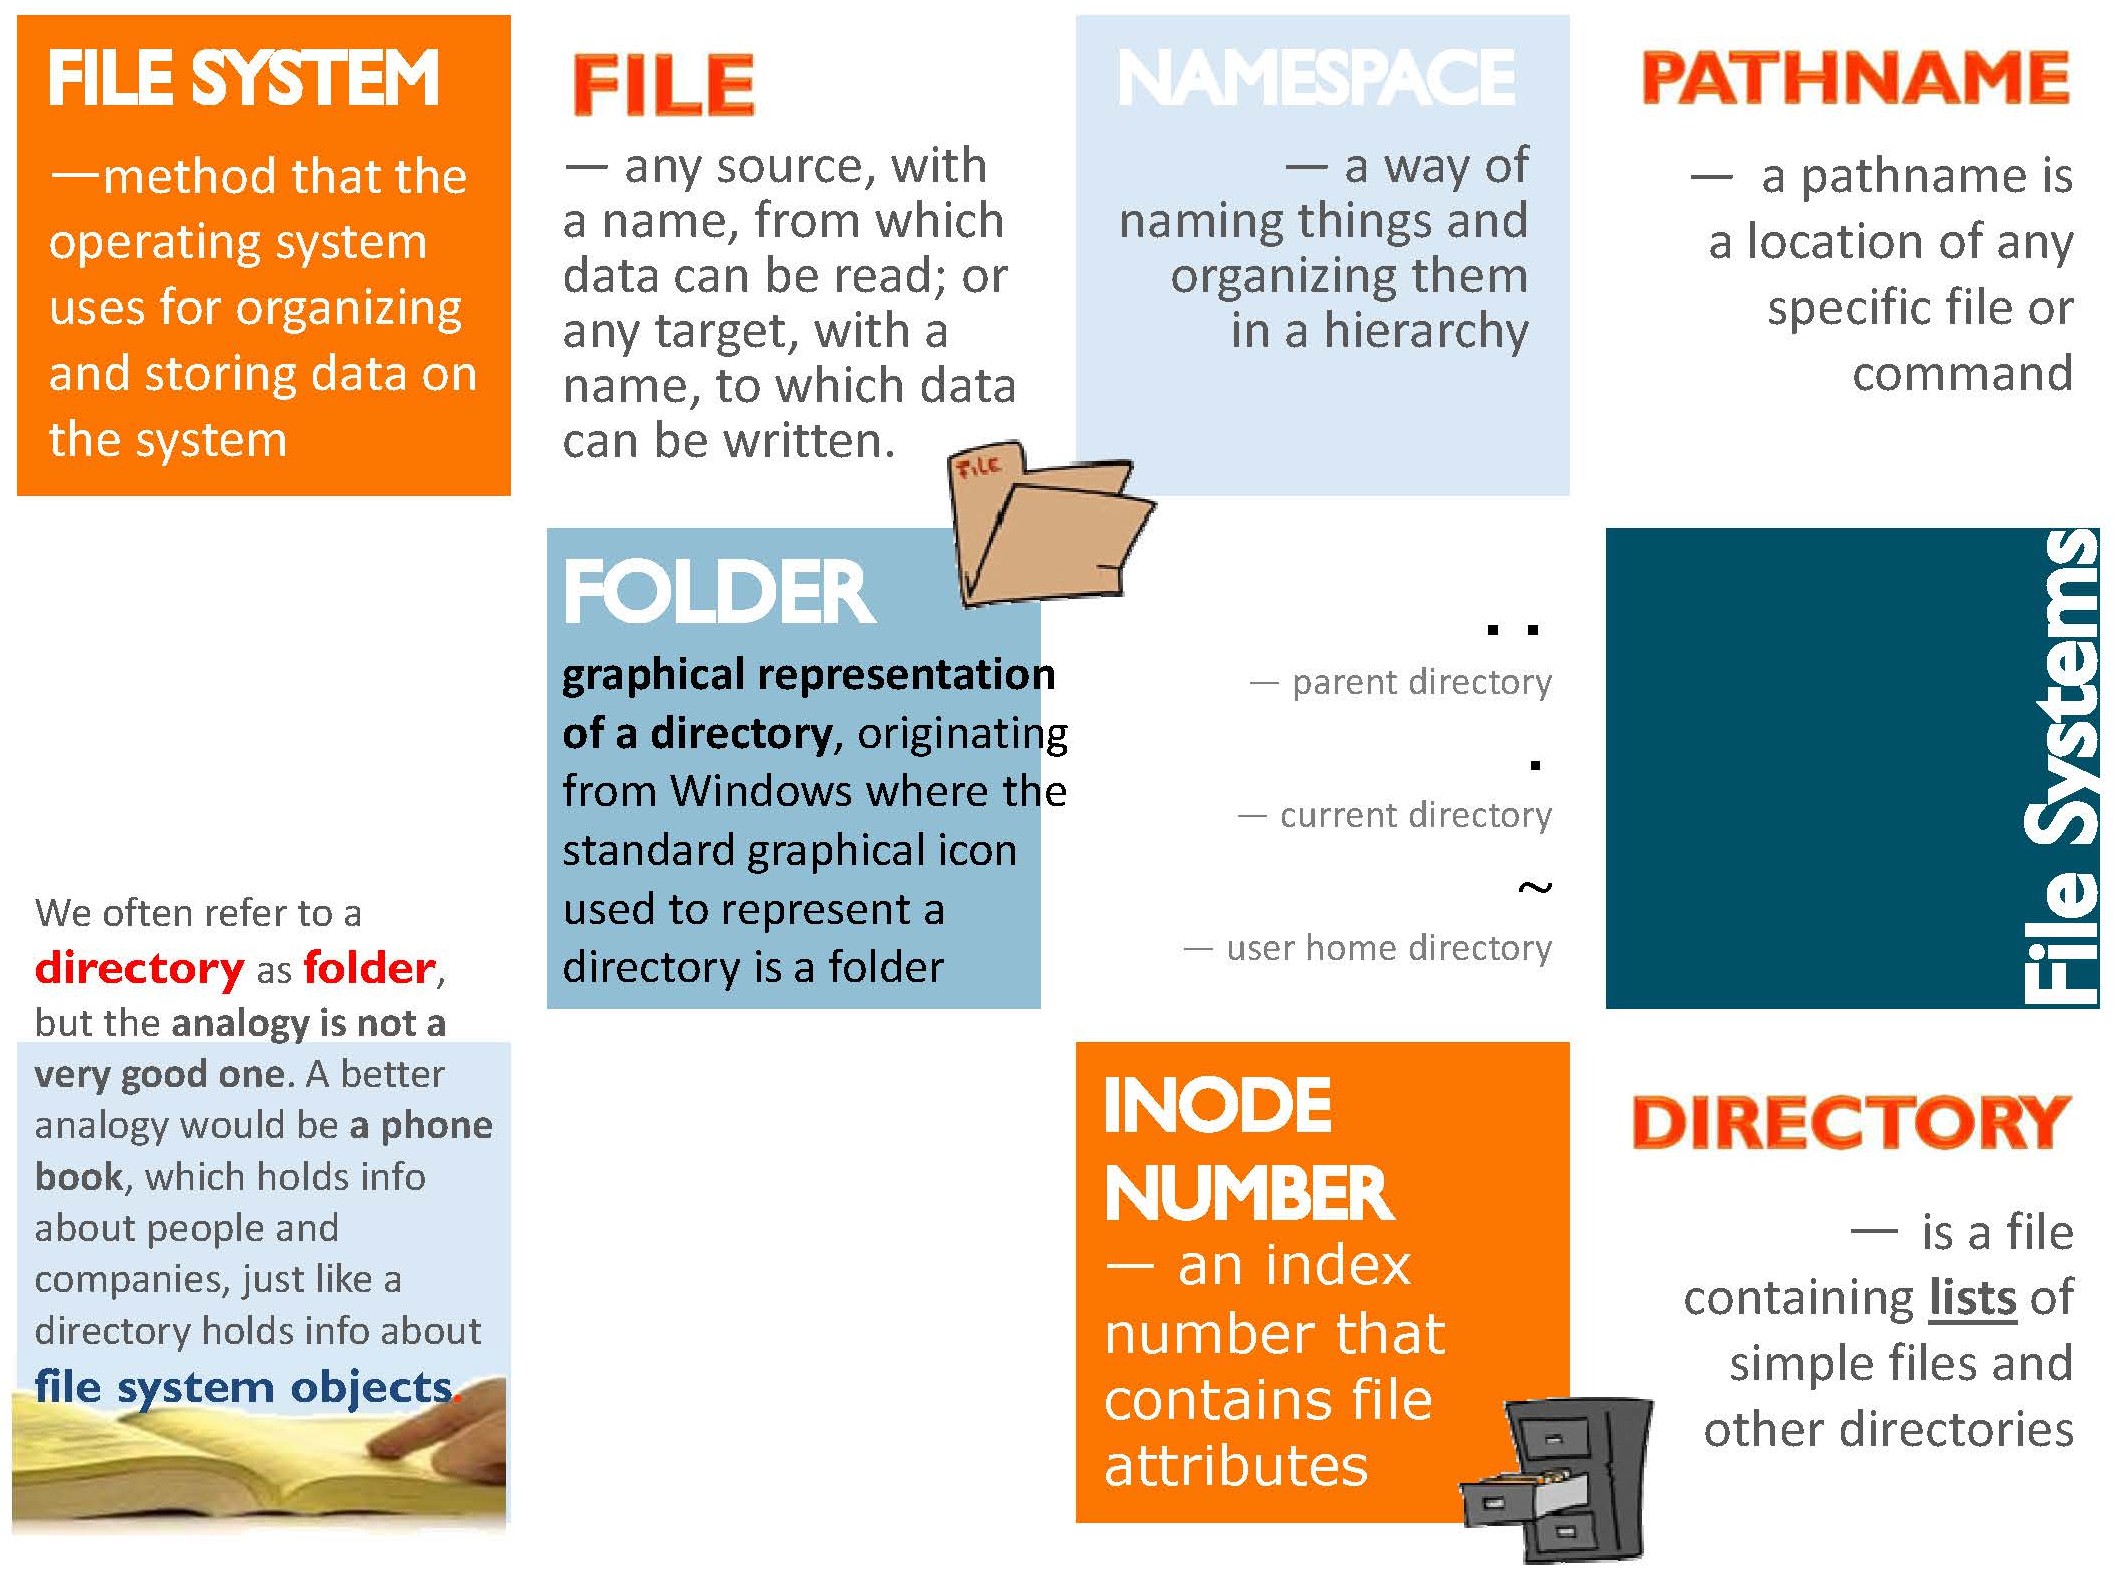 FILE SYSTEM
—method that the
operating system
uses for organizing
and storing data on
the system
FILE
— any source, with
a name, from which
data can be read; or
any target, with a
name, to which data
can be written.
FILE
NAMESPACE
— a way of
naming things and
organizing them
in a hierarchy
PATHNAME
— a pathname is
a location of any
specific file or
command
FOLDER
graphical representation
of a directory, originating
from Windows where the
standard graphical icon
used to represent a
directory is a folder
. .
— parent directory
.
— current directory
~
— user home directory
File Systems
We often refer to a
directory as folder,
but the analogy is not a
very good one. A better
analogy would be a phone
book, which holds info
about people and
companies, just like a
directory holds info about
file system objects.
INODE
NUMBER
— an index
number that
contains file
attributes
DIRECTORY
— is a file
containing lists of
simple files and
other directories